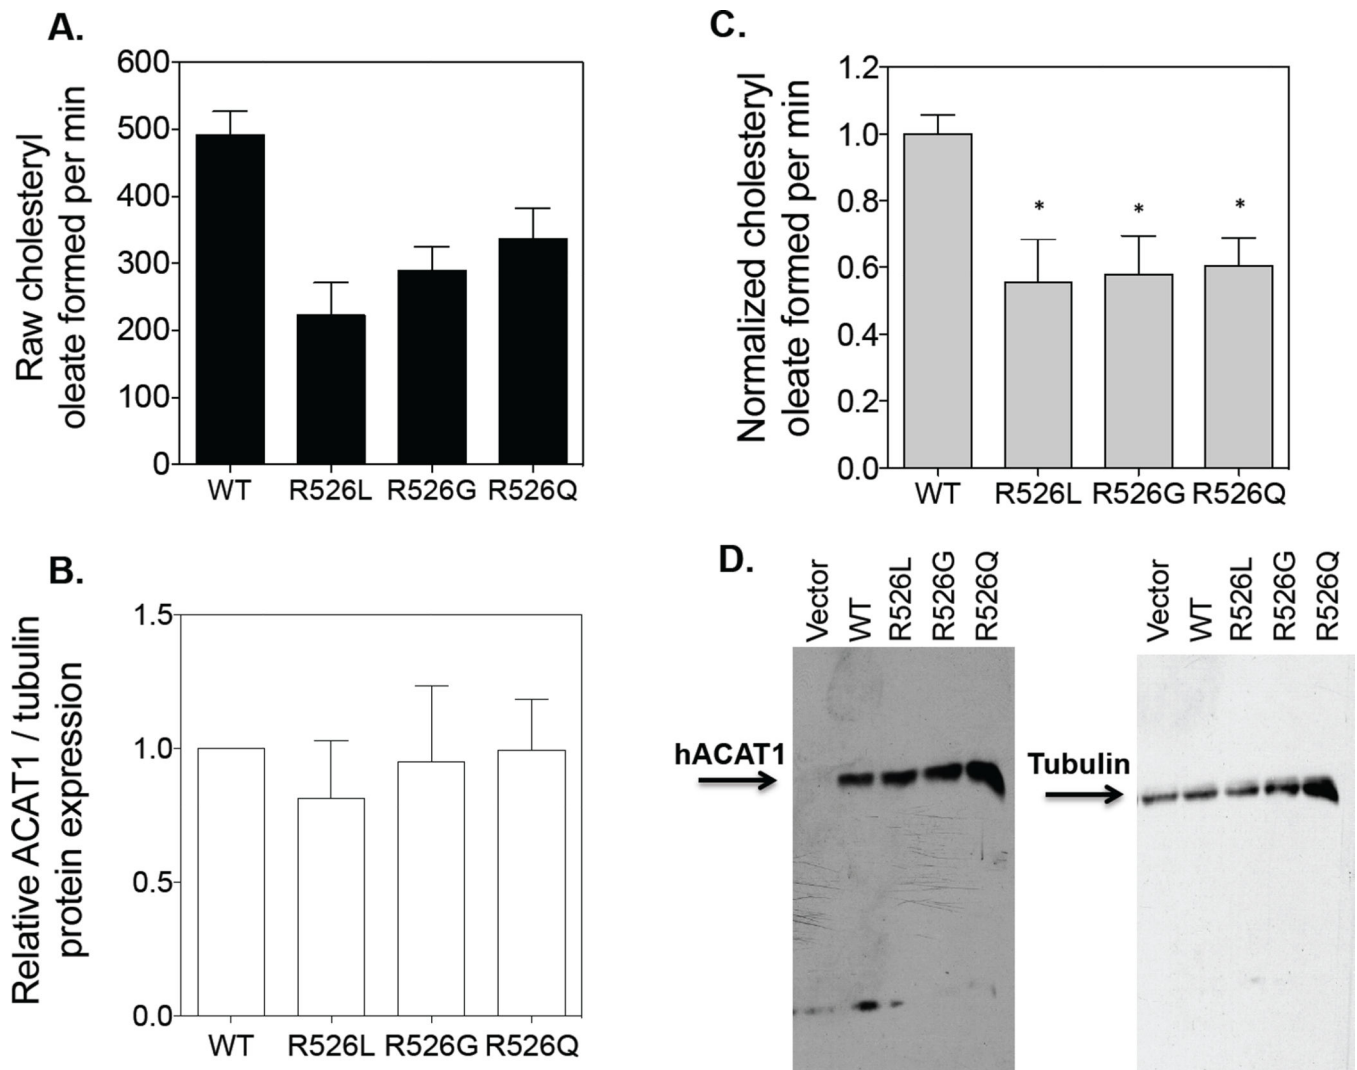 A.
Raw cholesteryl
oleate formed per min
600
500
400
300
200
100
0
WT R526L R526G R526Q
C.
Normalized cholesteryl
oleate formed per min
1.2
1.0
0.8
0.6
0.4
0.2
0.0
* * *
WT R526L R526G R526Q
B.
Relative ACAT1 / tubulin
protein expression
1.5
1.0
0.5
0.0
WT R526L R526G R526Q
D.
Vector
WT
R526L
R526G
R526Q
hACAT1
Vector
WT
R526L
R526G
R526Q
Tubulin